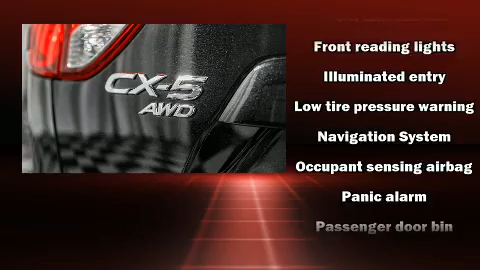 CX-5
AWD
Front reading lights
Illuminated entry
Low tire pressure warning
Navigation System
Occupant sensing airbag
Panic alarm
Passenger door bin